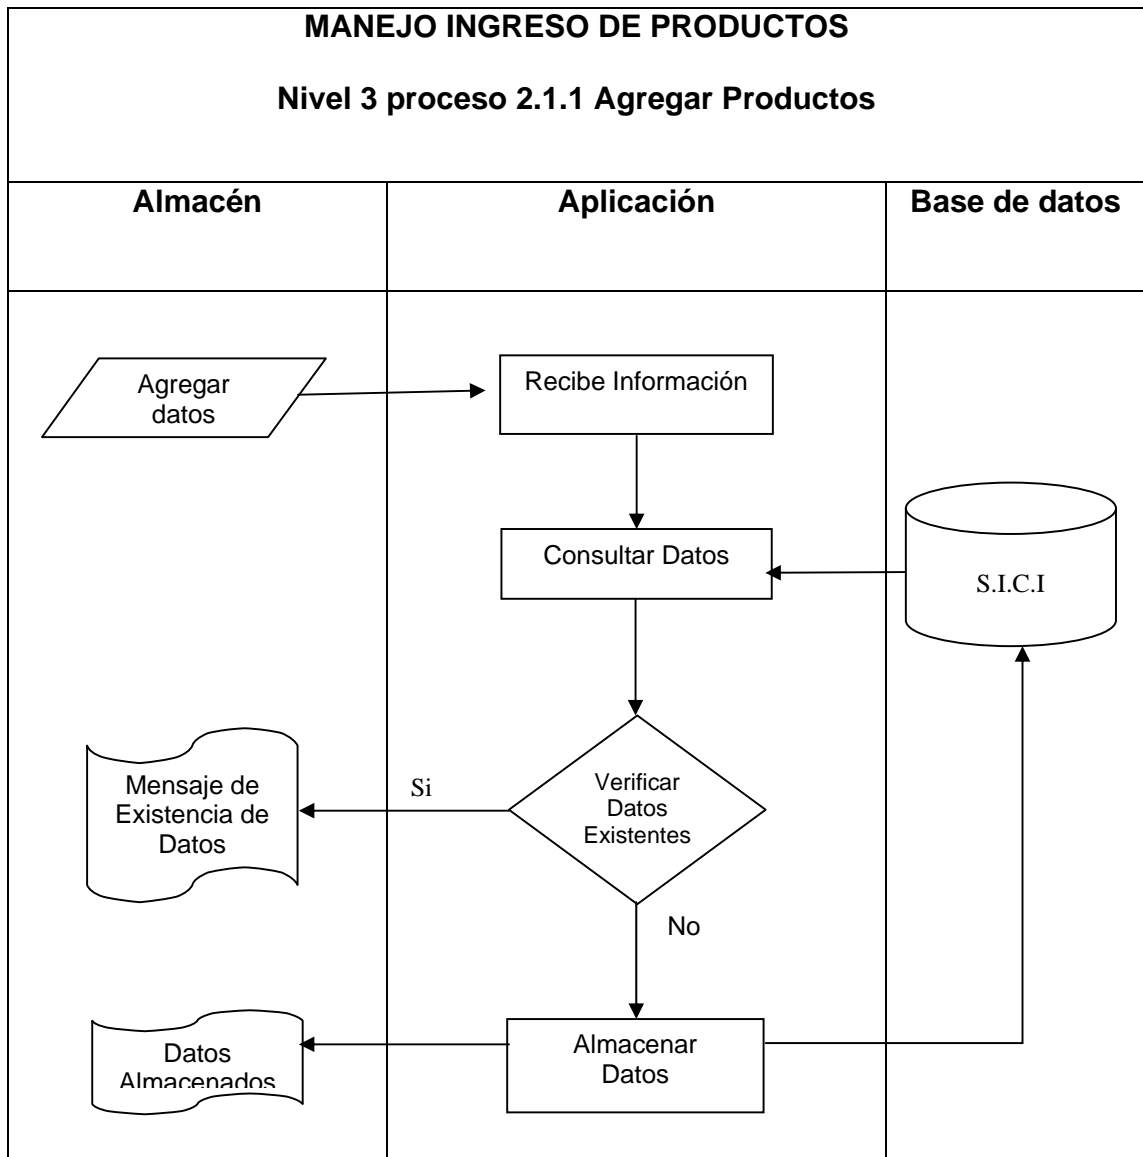 MANEJO INGRESO DE PRODUCTOS
Nivel 3 proceso 2.1.1 Agregar Productos
Almacén
Aplicación
Base de datos
Agregar
datos
Recibe Información
Consultar Datos
S.I.C.I
Mensaje de
Existencia de
Datos
Si
Verificar
Datos
Existentes
No
Datos
Almacenados
Almacenar
Datos